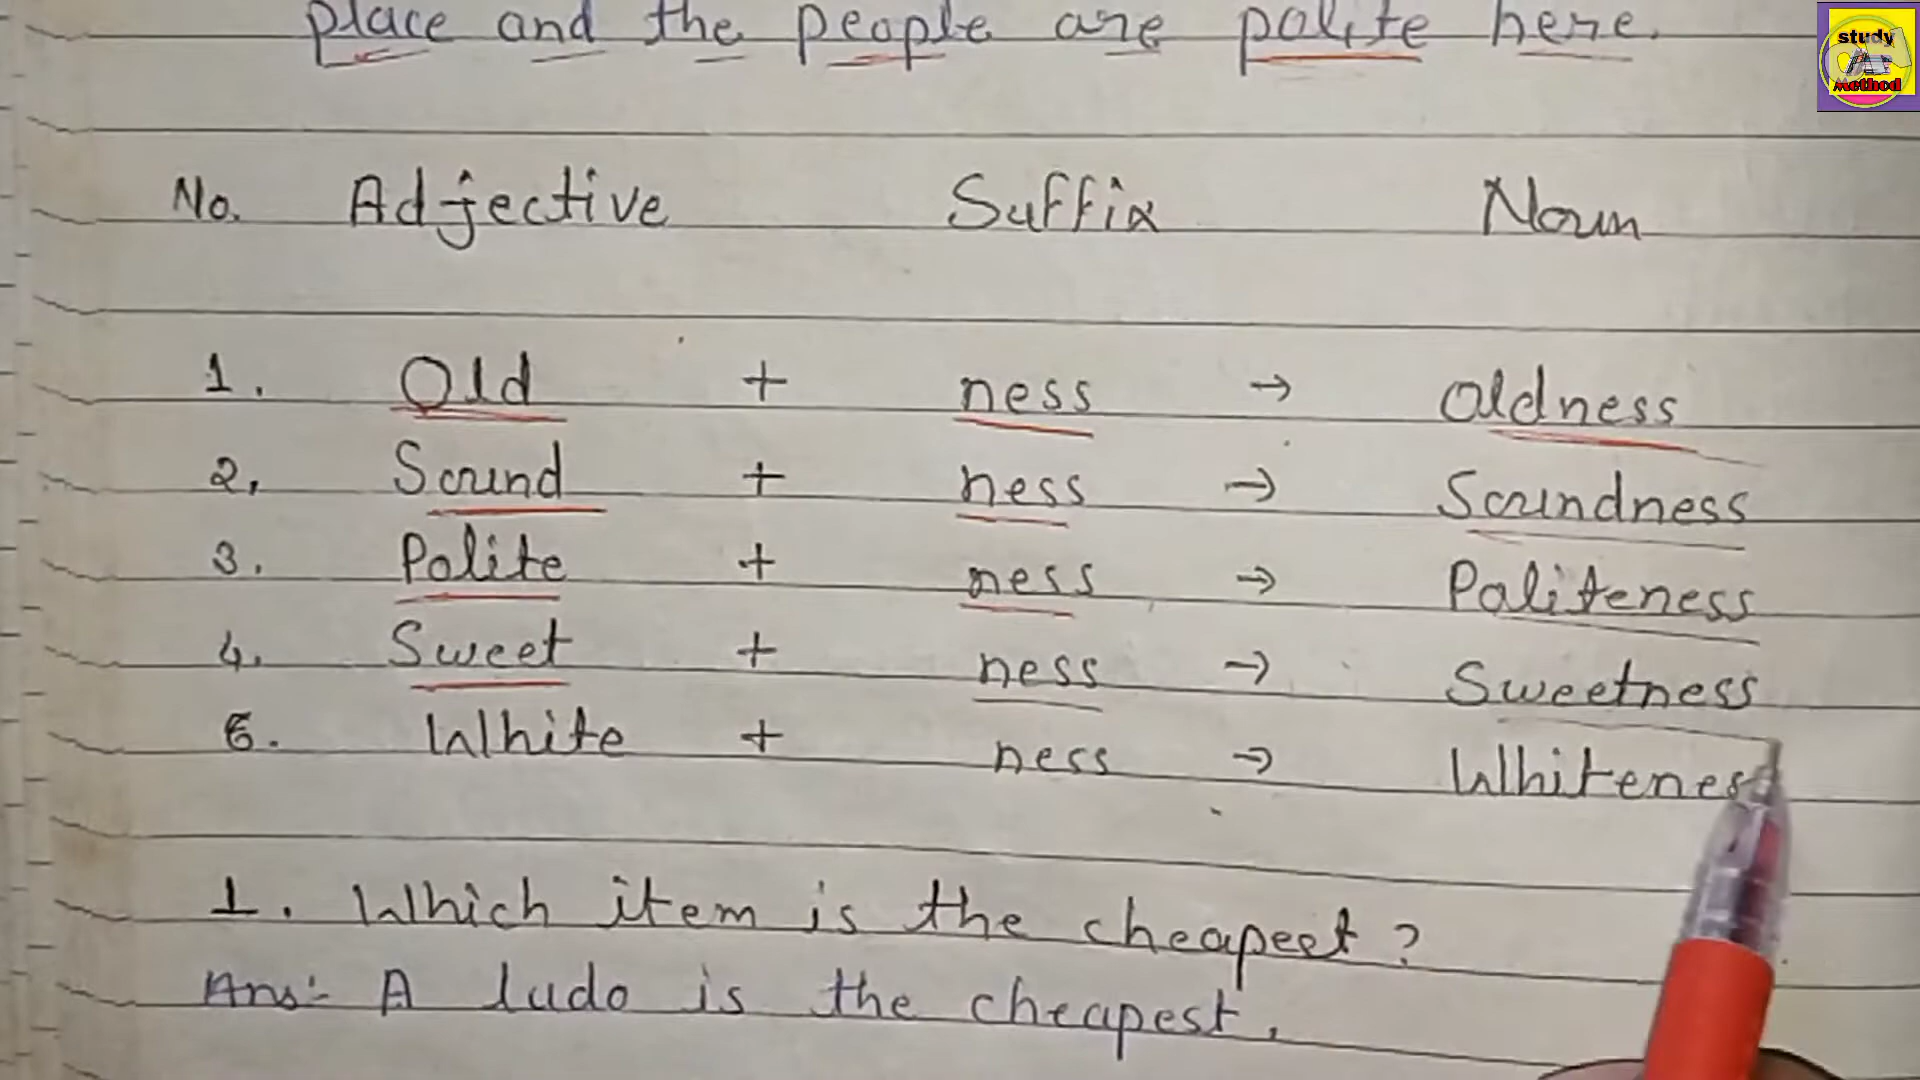 place and the people are polite here.
study
Art
Method
No. Adjective Suffix Noun
1. Old + ness → Oldness
2. Sound + ness → Soundness
3. Polite + ness → Politeness
4. Sweet + ness → Sweetness
5. White + ness → Whiteness
1. Which item is the cheapest?
Ans:- A ludo is the cheapest.